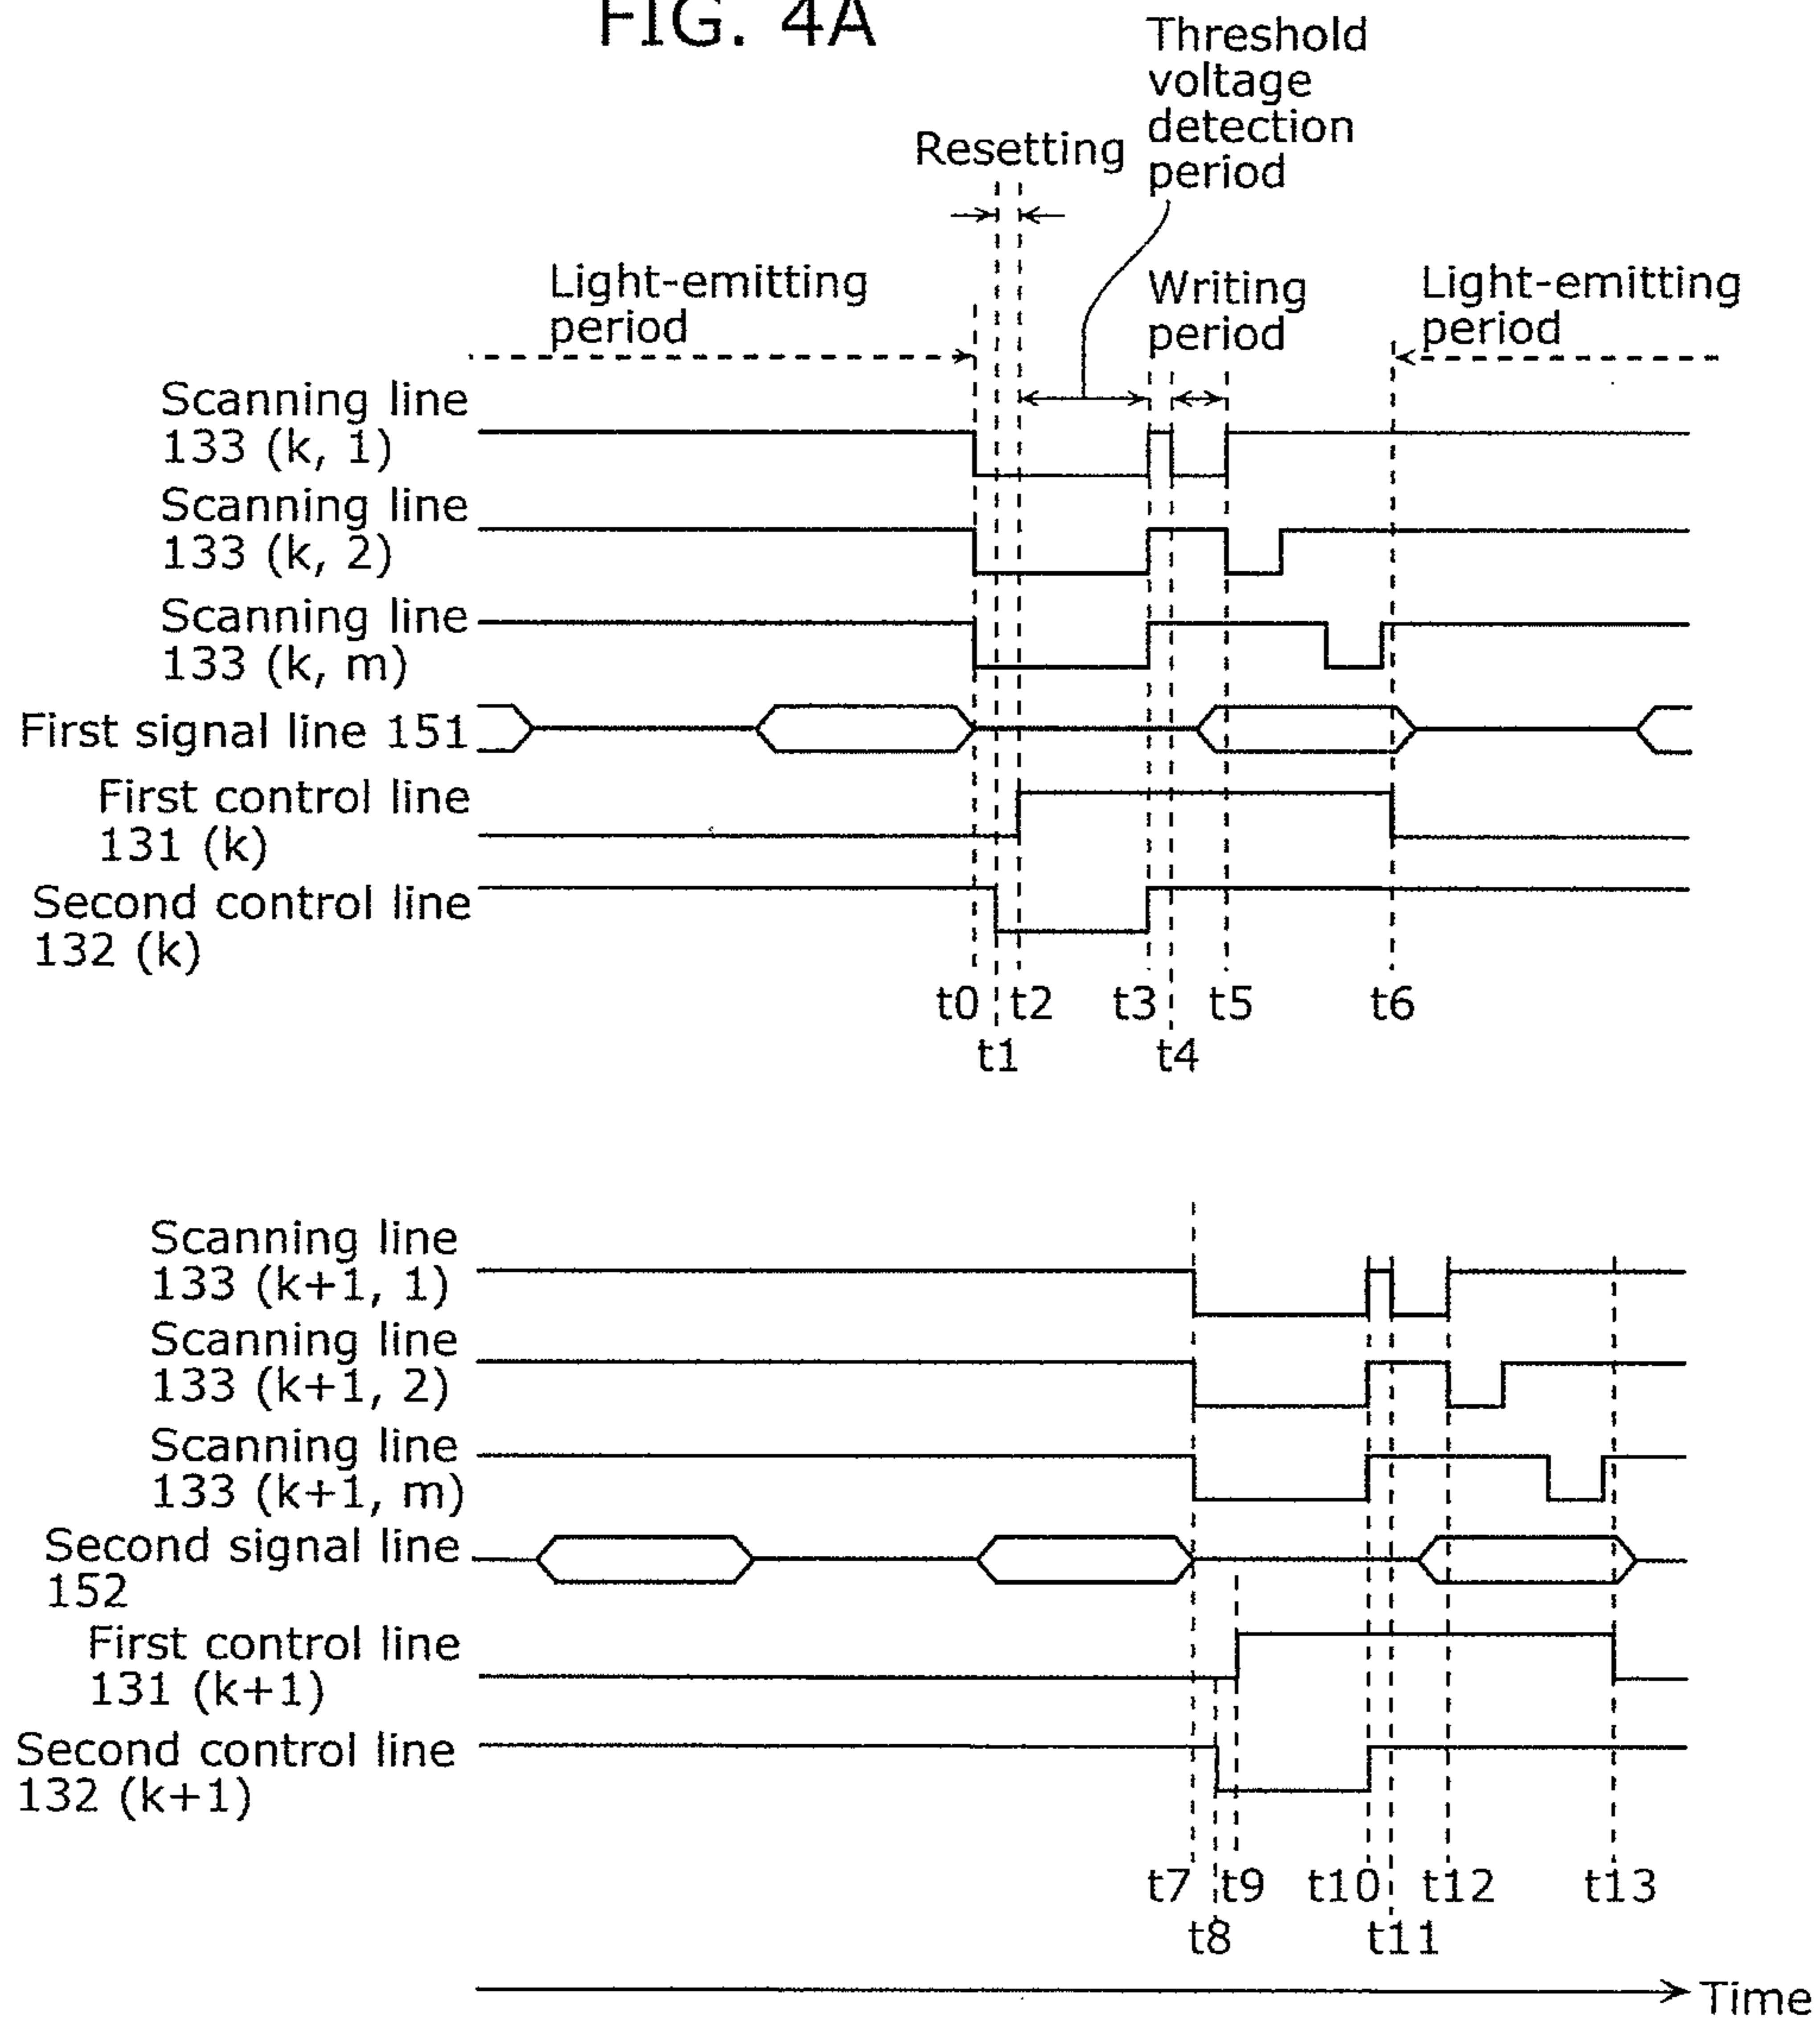 FIG. 4A
Threshold
voltage
detection
period
Resetting
Light-emitting
period
Writing
period
Light-emitting
period
Scanning line
133 (k, 1)
Scanning line
133 (k, 2)
Scanning line
133 (k, m)
First signal line 151
First control line
131 (k)
Second control line
132 (k)
t0 t2 t3 t5 t6
t1 t4
Scanning line
133 (k+1, 1)
Scanning line
133 (k+1, 2)
Scanning line
133 (k+1, m)
Second signal line
152
First control line
131 (k+1)
Second control line
132 (k+1)
t7 t9 t10 t12 t13
t8 t11
Time